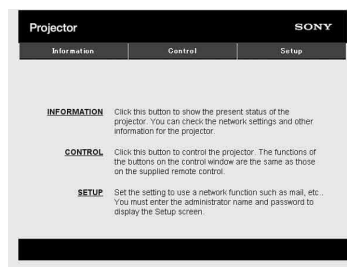 Projector SONY
Information Control Setup
INFORMATION Click this button to show the present status of the
projector. You can check the network settings and other
information for the projector.
CONTROL Click this button to control the projector. The functions of
the buttons on the control window are the same as those
on the supplied remote control.
SETUP Set the setting to use a network function such as mail, etc..
You must enter the administrator name and password to
display the Setup screen.